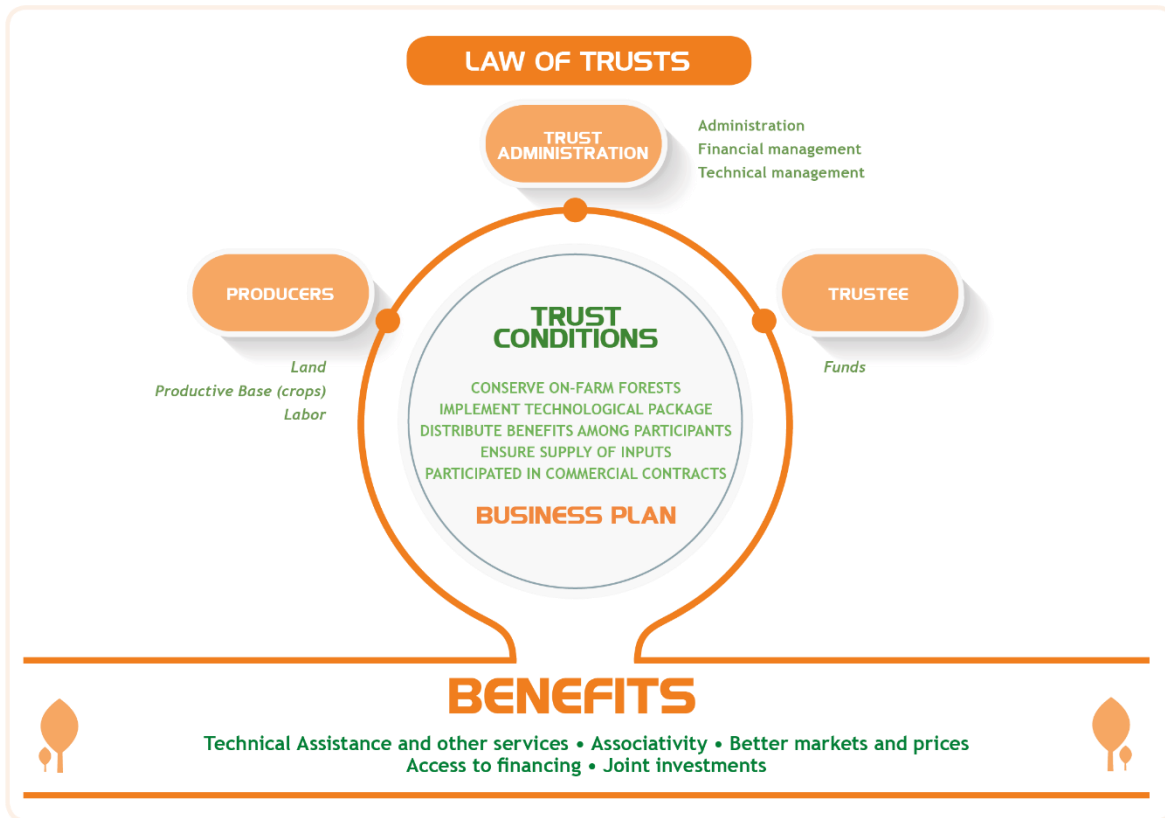 LAW OF TRUSTS
TRUST
ADMINISTRATION
Administration
Financial management
Technical management
PRODUCERS
Land
Productive Base (crops)
Labor
TRUSTEE
Funds
TRUST
CONDITIONS
CONSERVE ON-FARM FORESTS
IMPLEMENT TECHNOLOGICAL PACKAGE
DISTRIBUTE BENEFITS AMONG PARTICIPANTS
ENSURE SUPPLY OF INPUTS
PARTICIPATED IN COMMERCIAL CONTRACTS
BUSINESS PLAN
BENEFITS
Technical Assistance and other services • Associativity • Better markets and prices
Access to financing • Joint investments